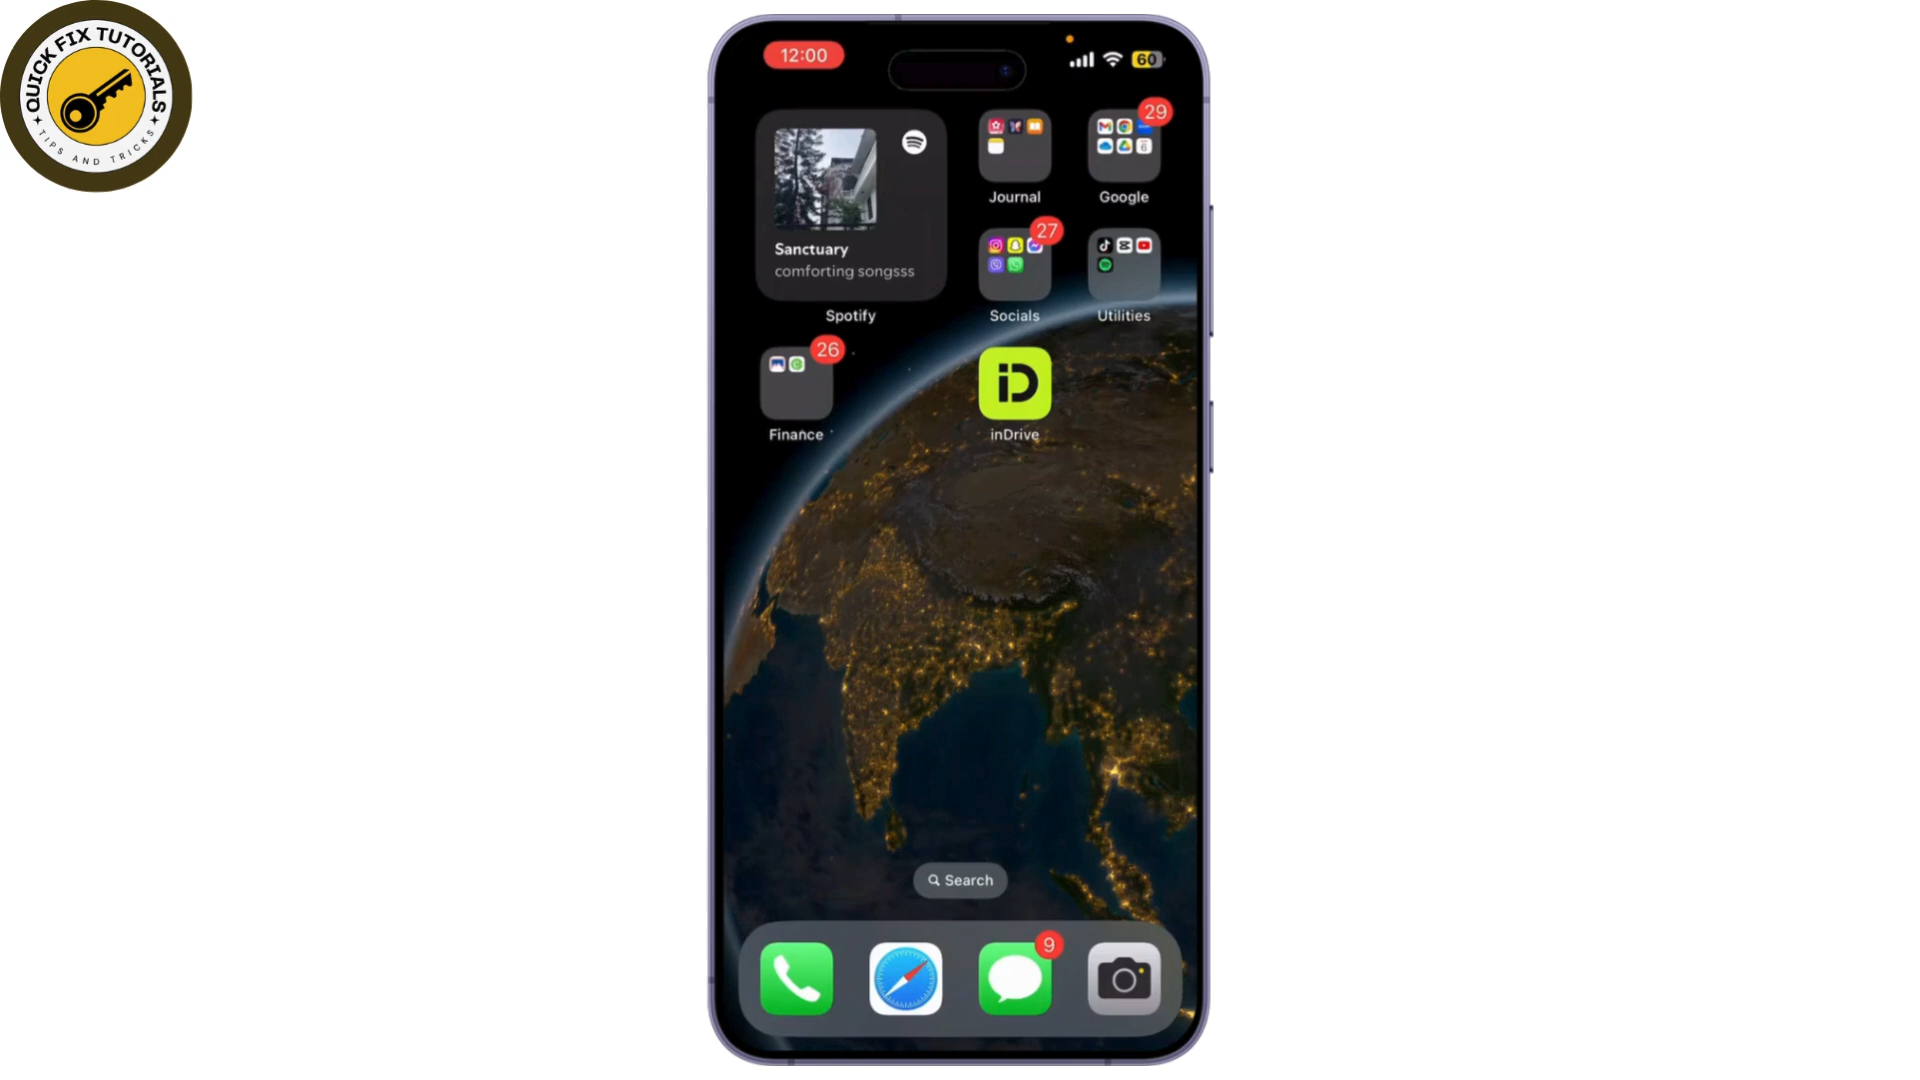 QUICK FIX TUTORIALS
TIPS AND TRICKS
12:00
60
29
Journal
Google
Sanctuary
comforting songsss
27
Spotify
Socials
Utilities
26
iD
Finance
inDrive
Search
9